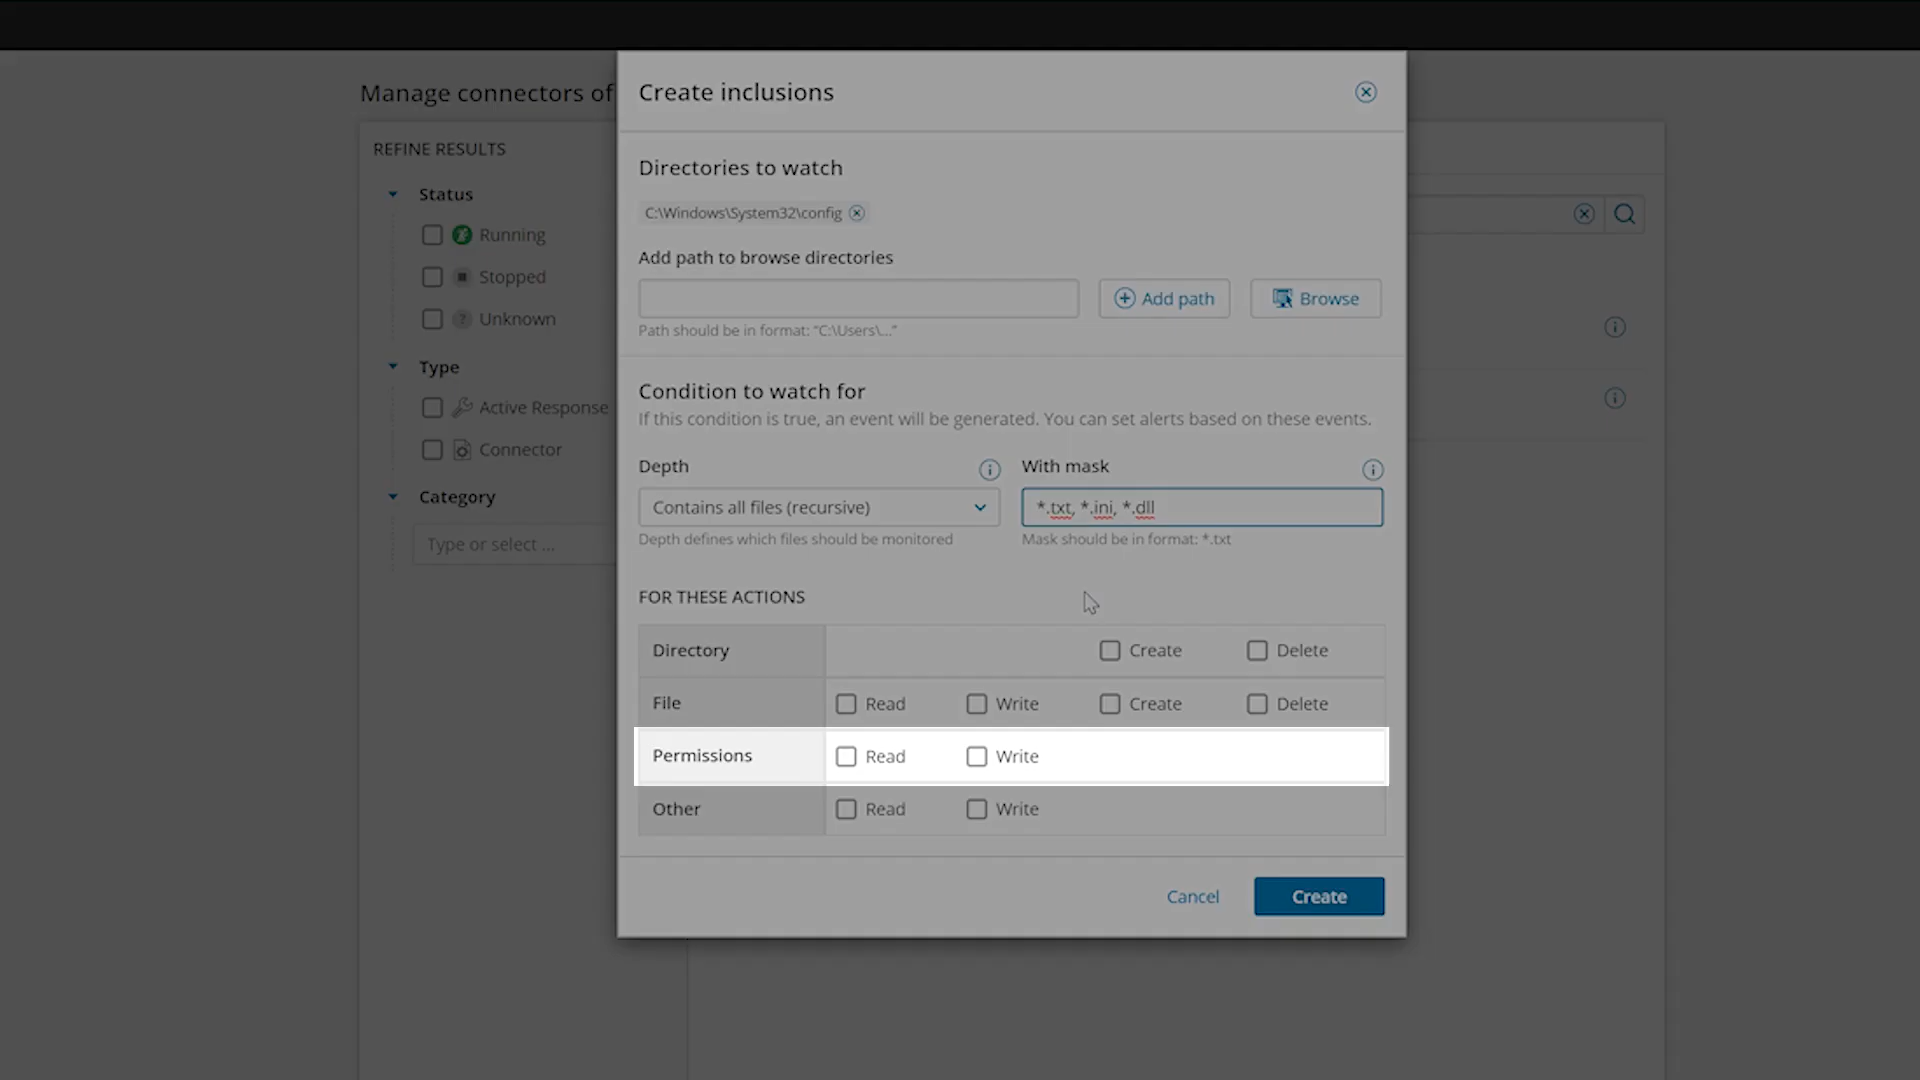 Manage connectors of
REFINE RESULTS
Status
Running
Stopped
Unknown
Type
Active Response
Connector
Category
Type or select ...
Create inclusions
Directories to watch
C:\Windows\System32\config
Add path to browse directories
Add path
Browse
Path should be in format: “C:\Users\...”
Condition to watch for
If this condition is true, an event will be generated. You can set alerts based on these events.
Depth
With mask
Contains all files (recursive)
*.txt, *.ini, *.dll
Depth defines which files should be monitored
Mask should be in format: *.txt
FOR THESE ACTIONS
Directory Create Delete
File Read Write Create Delete
Permissions Read Write
Other Read Write
Cancel Create